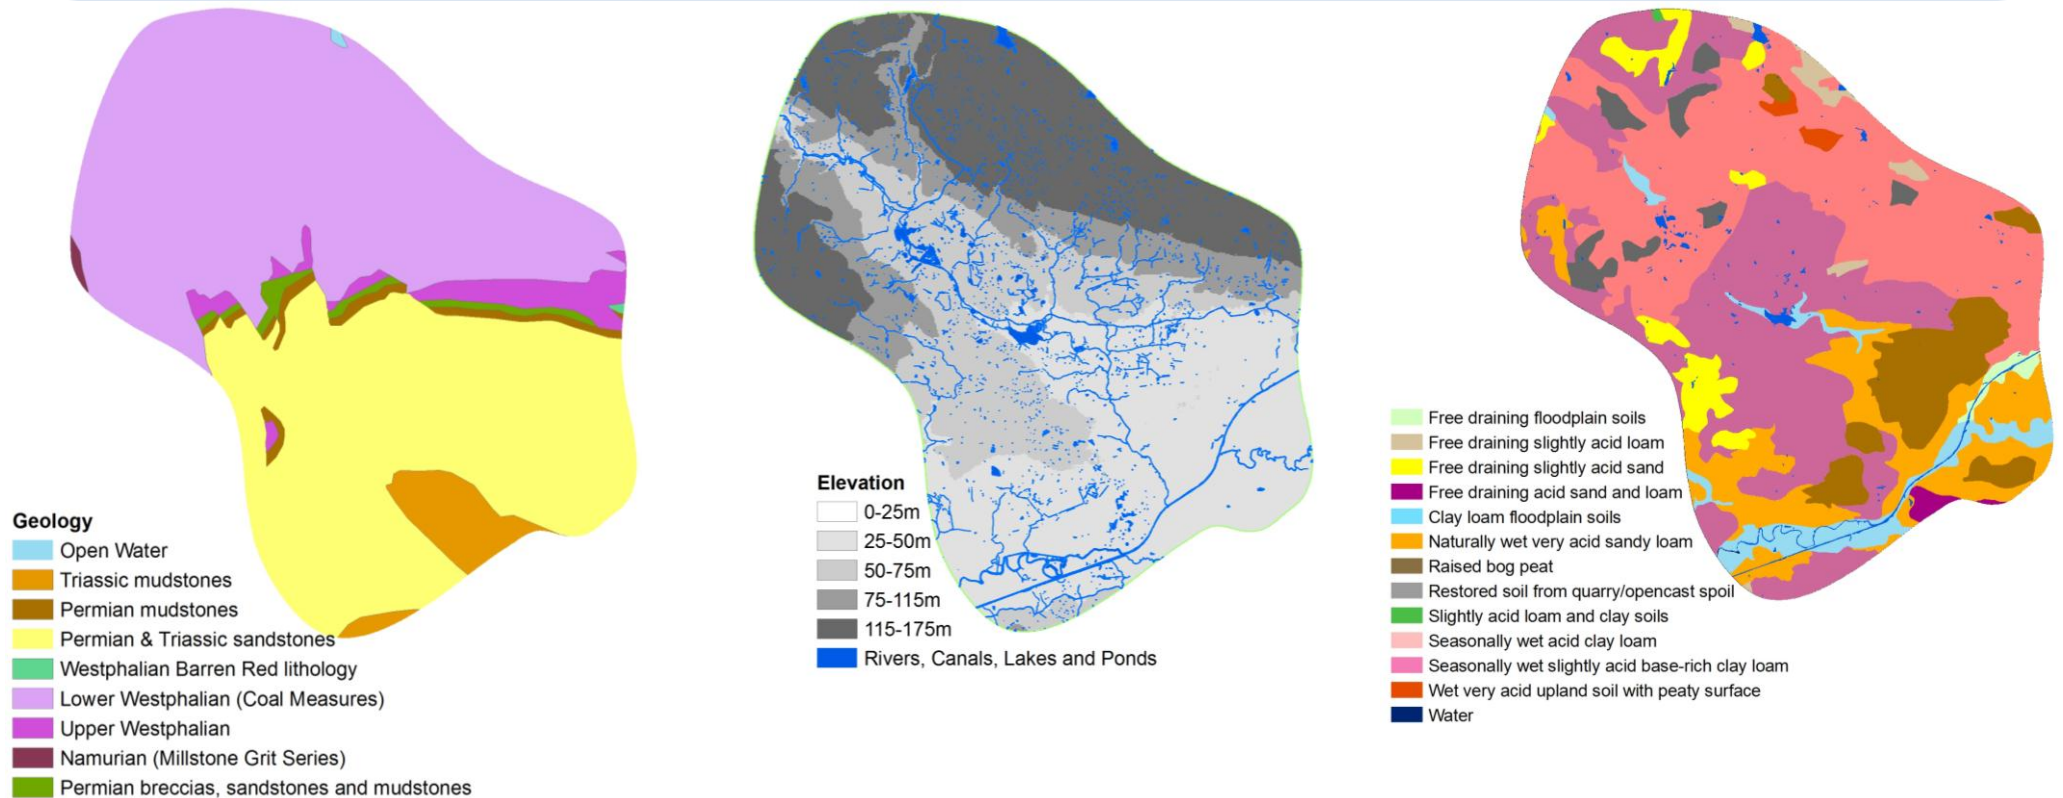 Geology
Open Water
Triassic mudstones
Permian mudstones
Permian & Triassic sandstones
Westphalian Barren Red lithology
Lower Westphalian (Coal Measures)
Upper Westphalian
Namurian (Millstone Grit Series)
Permian breccias, sandstones and mudstones
Elevation
0-25m
25-50m
50-75m
75-115m
115-175m
Rivers, Canals, Lakes and Ponds
Free draining floodplain soils
Free draining slightly acid loam
Free draining slightly acid sand
Free draining acid sand and loam
Clay loam floodplain soils
Naturally wet very acid sandy loam
Raised bog peat
Restored soil from quarry/opencast spoil
Slightly acid loam and clay soils
Seasonally wet acid clay loam
Seasonally wet slightly acid base-rich clay loam
Wet very acid upland soil with peaty surface
Water